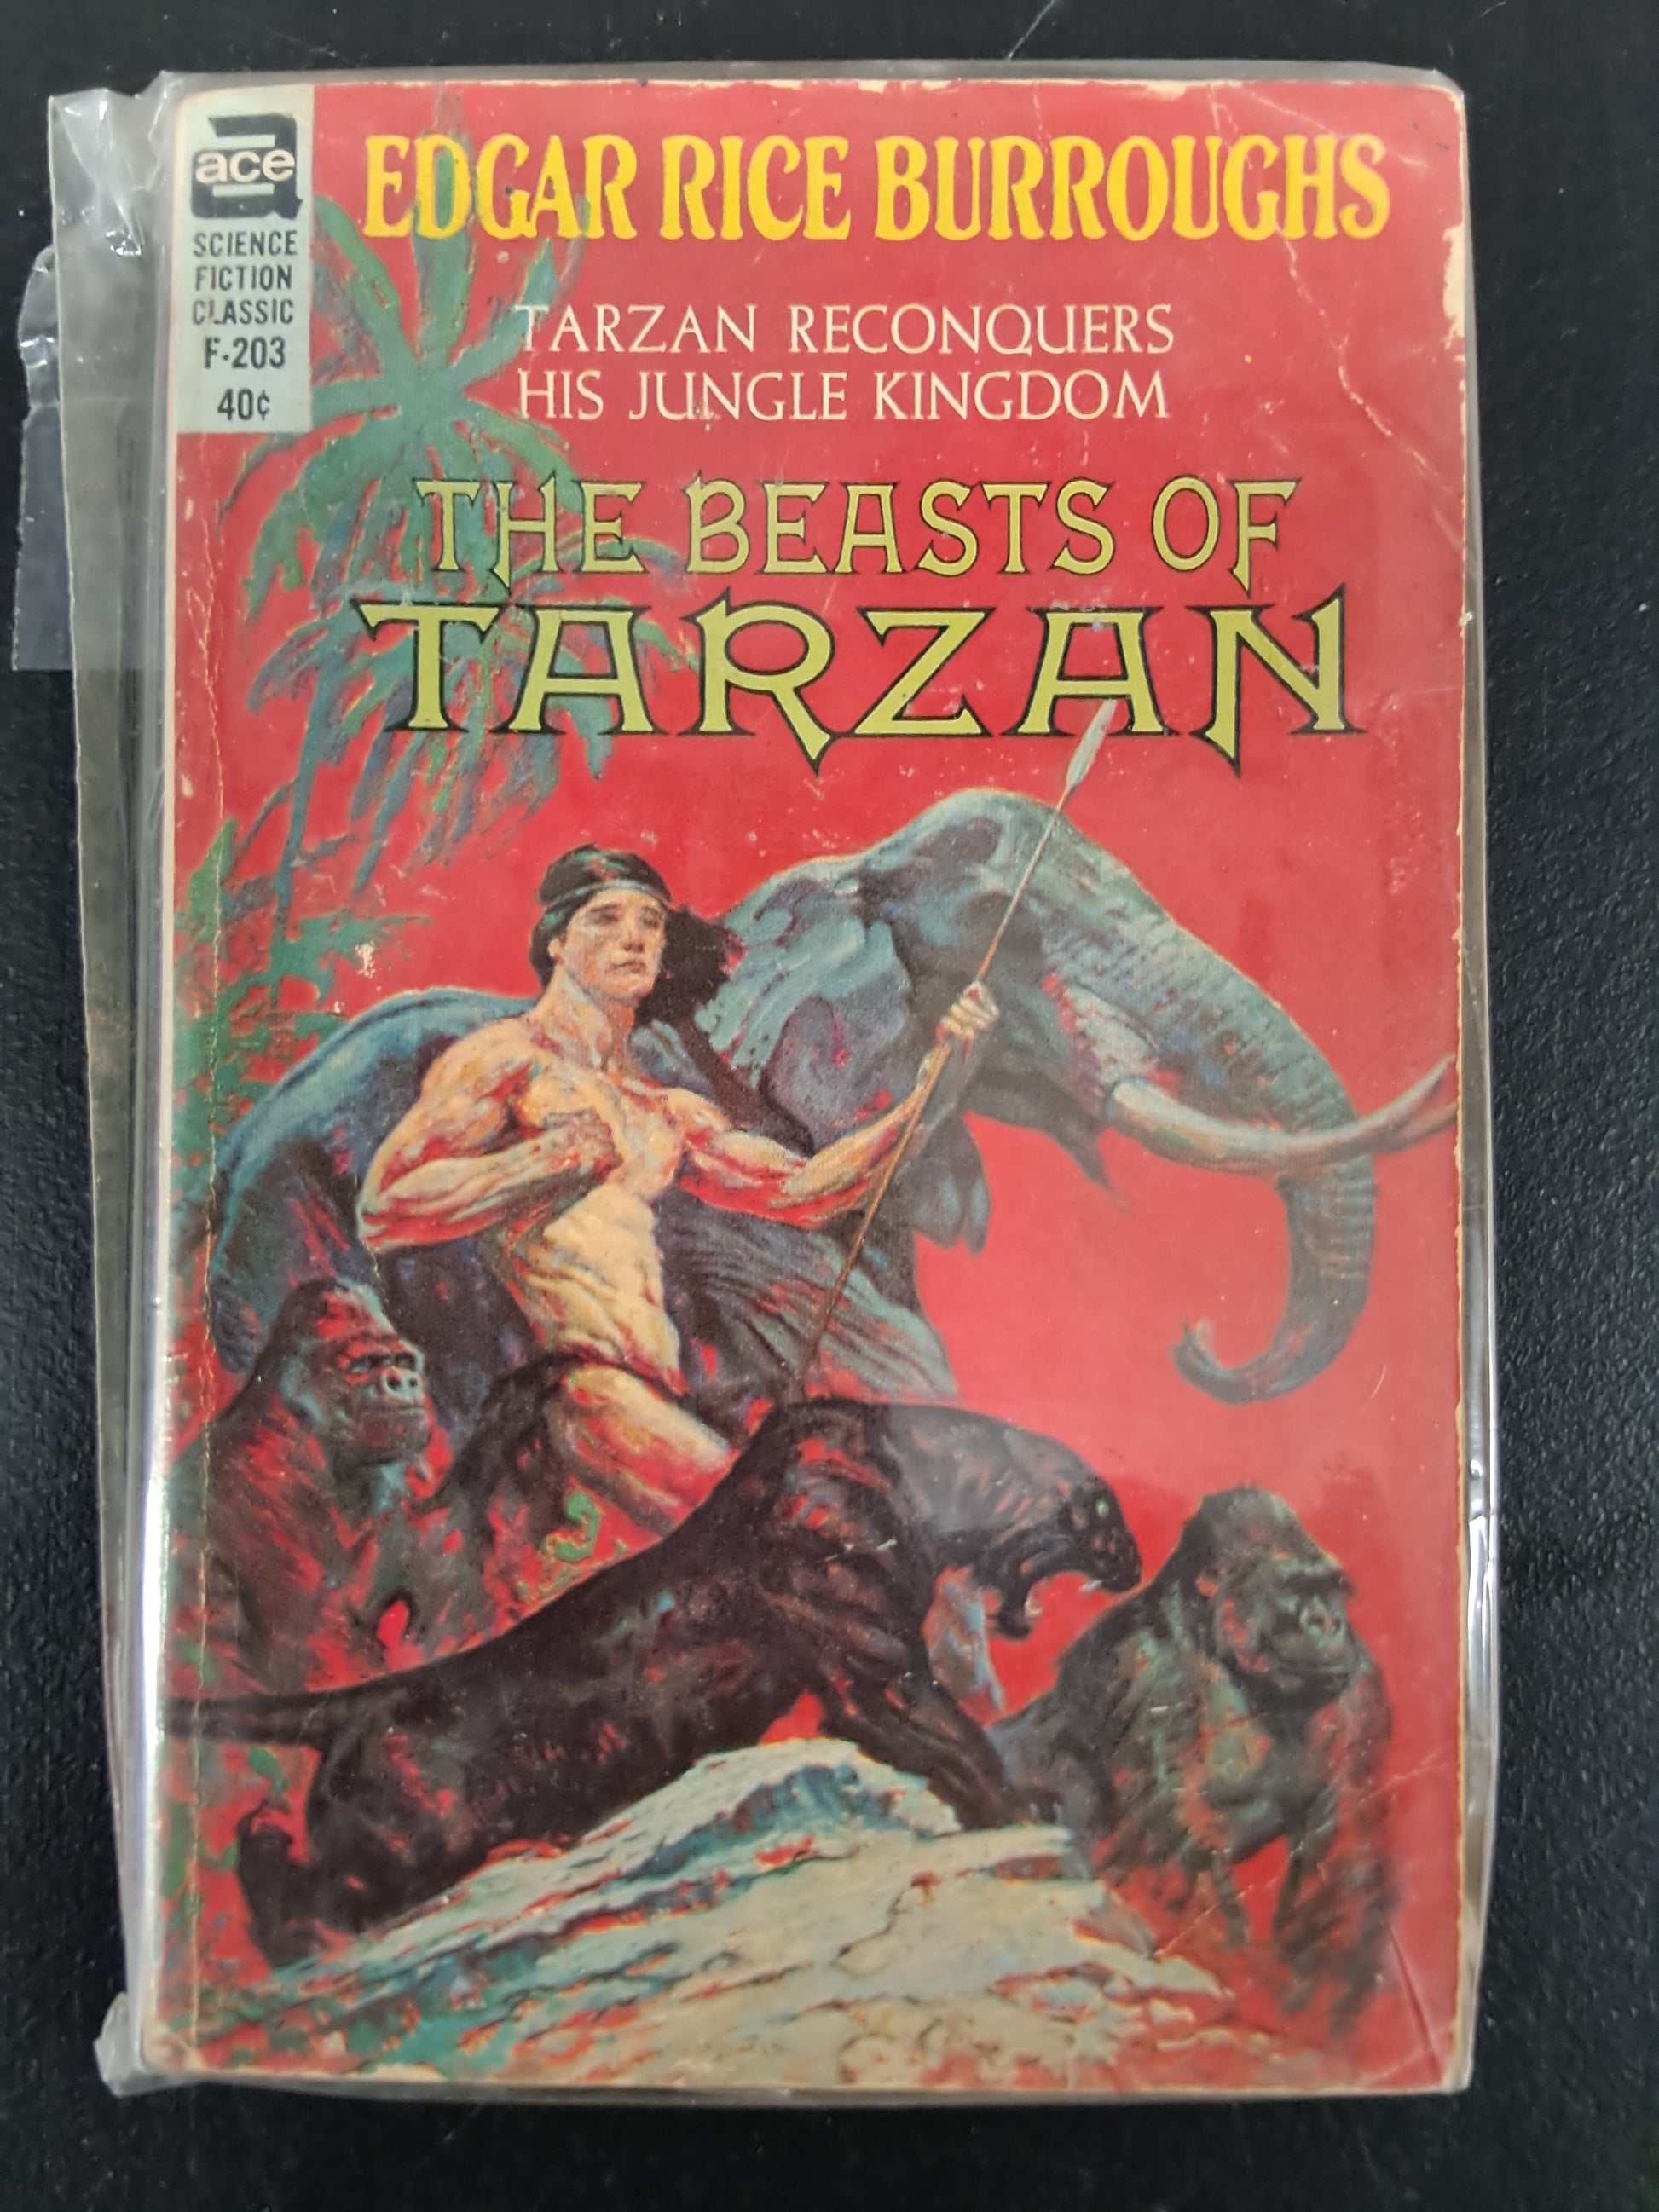 ace
SCIENCE
FICTION
CLASSIC
F-203
40¢
EDGAR RICE BURROUGHS
TARZAN RECONQUERS
HIS JUNGLE KINGDOM
THE BEASTS OF
TARZAN